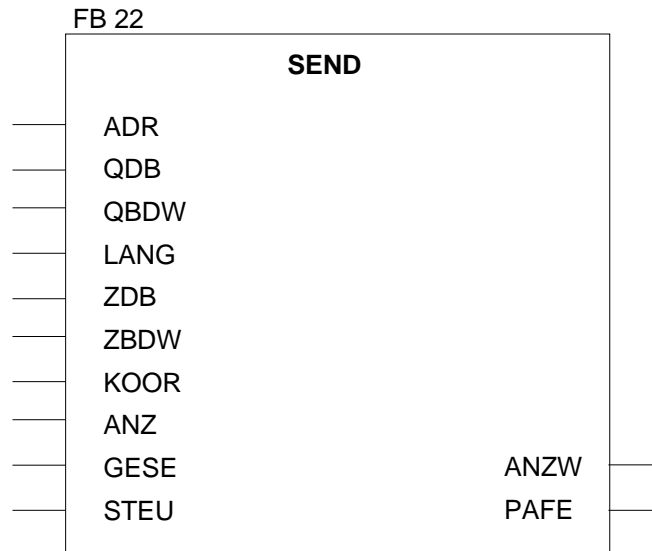 FB 22
SEND
ADR
QDB
QBDW
LANG
ZDB
ZBDW
KOOR
ANZ
GESE ANZW
STEU PAFE